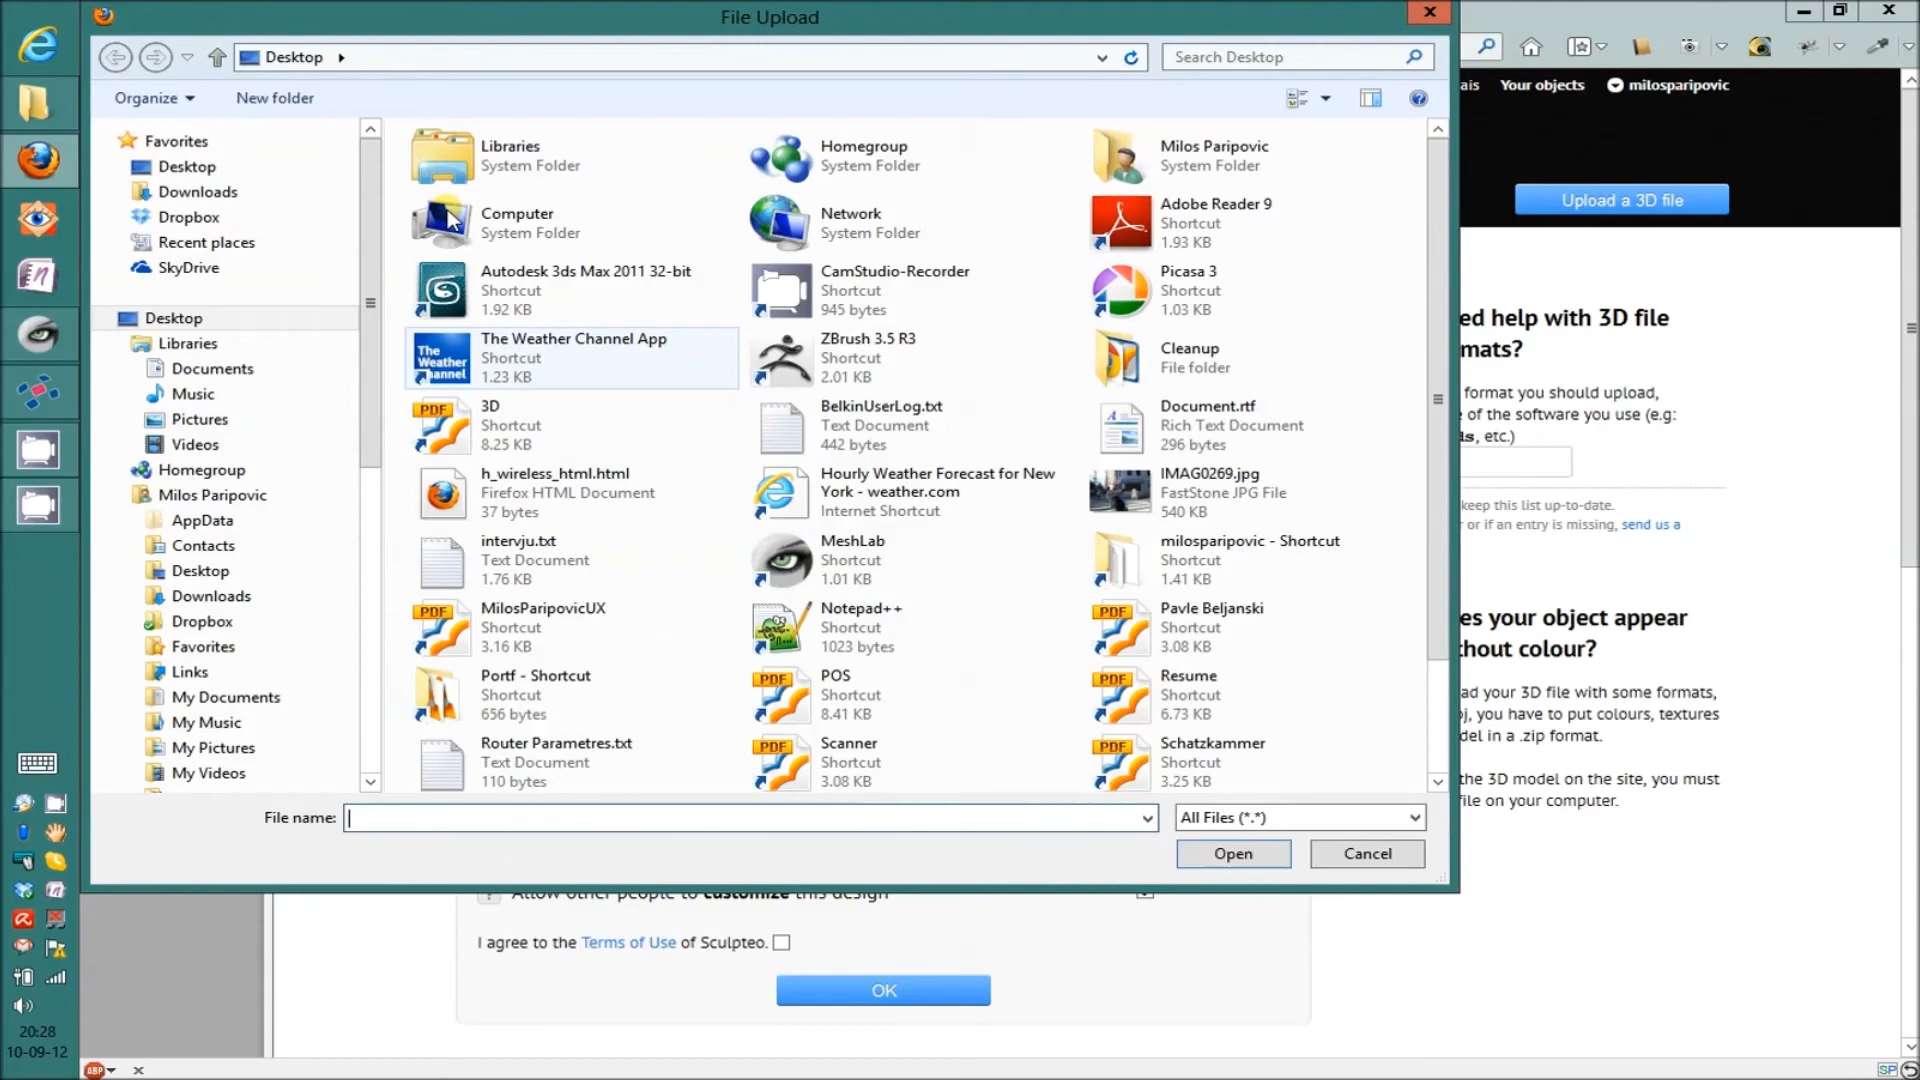 File Upload
Desktop
Search Desktop
Organize
New folder
Favorites
Desktop
Downloads
Dropbox
Recent places
SkyDrive
Desktop
Libraries
Documents
Music
Pictures
Videos
Homegroup
Milos Paripovic
AppData
Contacts
Desktop
Downloads
Dropbox
Favorites
Links
My Documents
My Music
My Pictures
My Videos
Libraries
System Folder
Homegroup
System Folder
Milos Paripovic
System Folder
Computer
System Folder
Network
System Folder
Adobe Reader 9
Shortcut
1.93 KB
Autodesk 3ds Max 2011 32-bit
Shortcut
1.92 KB
CamStudio-Recorder
Shortcut
945 bytes
Picasa 3
Shortcut
1.03 KB
The Weather Channel App
Shortcut
1.23 KB
ZBrush 3.5 R3
Shortcut
2.01 KB
Cleanup
File folder
3D
Shortcut
8.25 KB
BelkinUserLog.txt
Text Document
442 bytes
Document.rtf
Rich Text Document
296 bytes
h_wireless_html.html
Firefox HTML Document
37 bytes
Hourly Weather Forecast for New
York - weather.com
Internet Shortcut
IMAG0269.jpg
FastStone JPG File
540 KB
intervju.txt
Text Document
1.76 KB
MeshLab
Shortcut
1.01 KB
milosparipovic - Shortcut
Shortcut
1.41 KB
MilosParipovicUX
Shortcut
3.16 KB
Notepad++
Shortcut
1023 bytes
Pavle Beljanski
Shortcut
3.08 KB
Portf - Shortcut
Shortcut
656 bytes
POS
Shortcut
8.41 KB
Resume
Shortcut
6.73 KB
Router Parametres.txt
Text Document
110 bytes
Scanner
Shortcut
3.08 KB
Schatzkammer
Shortcut
3.25 KB
File name:
All Files (*.*)
Open
Cancel
ais Your objects milosparipovic
Upload a 3D file
ed help with 3D file
mats?
format you should upload,
of the software you use (e.g:
ds, etc.)
keep this list up-to-date.
or if an entry is missing, send us a
es your object appear
thout colour?
ad your 3D file with some formats,
j, you have to put colours, textures
del in a .zip format.
the 3D model on the site, you must
file on your computer.
Allow other people to customize this design
I agree to the Terms of Use of Sculpteo.
OK
20:28
10-09-12
ABP
SP